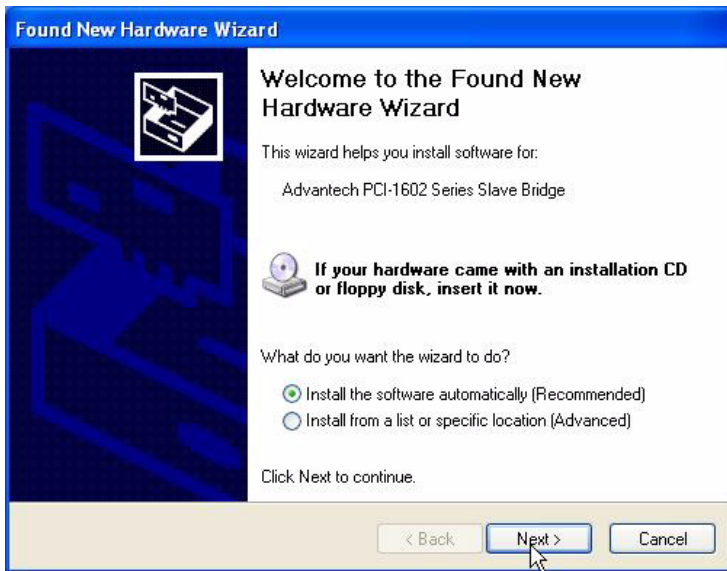 Found New Hardware Wizard
Welcome to the Found New
Hardware Wizard
This wizard helps you install software for:
Advantech PCI-1602 Series Slave Bridge
If your hardware came with an installation CD
or floppy disk, insert it now.
What do you want the wizard to do?
Install the software automatically (Recommended)
Install from a list or specific location (Advanced)
Click Next to continue.
< Back
Next >
Cancel